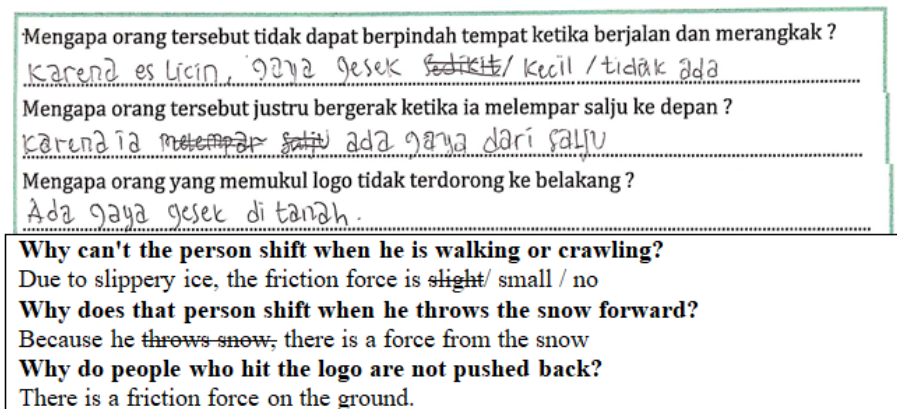 Mengapa orang tersebut tidak dapat berpindah tempat ketika berjalan dan merangkak ?
Karena es licin, gaya gesek sedikit/ kecil / tidak ada
Mengapa orang tersebut justru bergerak ketika ia melempar salju ke depan ?
Karena ia melempar salju ada gaya dari salju
Mengapa orang yang memukul logo tidak terdorong ke belakang ?
Ada gaya gesek di tanah.
Why can't the person shift when he is walking or crawling?
Due to slippery ice, the friction force is slight/ small / no
Why does that person shift when he throws the snow forward?
Because he throws snow, there is a force from the snow
Why do people who hit the logo are not pushed back?
There is a friction force on the ground.